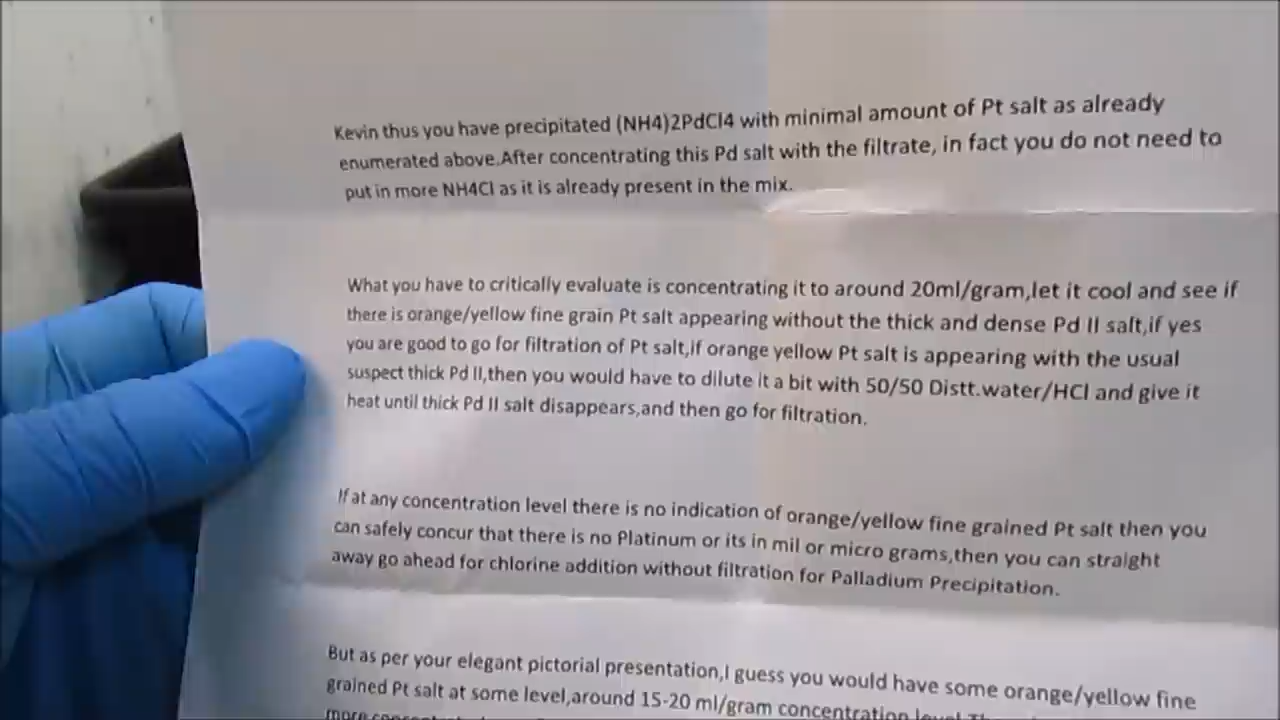 Kevin thus you have precipitated (NH4)2PdCl4 with minimal amount of Pt salt as already
enumerated above.After concentrating this Pd salt with the filtrate, in fact you do not need to
put in more NH4Cl as it is already present in the mix.
What you have to critically evaluate is concentrating it to around 20ml/gram,let it cool and see if
there is orange/yellow fine grain Pt salt appearing without the thick and dense Pd II salt,if yes
you are good to go for filtration of Pt salt,if orange yellow Pt salt is appearing with the usual
suspect thick Pd II,then you would have to dilute it a bit with 50/50 Distt.water/HCl and give it
heat until thick Pd II salt disappears,and then go for filtration.
If at any concentration level there is no indication of orange/yellow fine grained Pt salt then you
can safely concur that there is no Platinum or its in mil or micro grams,then you can straight
away go ahead for chlorine addition without filtration for Palladium Precipitation.
But as per your elegant pictorial presentation,I guess you would have some orange/yellow fine
grained Pt salt at some level,around 15-20 ml/gram concentration level.
more